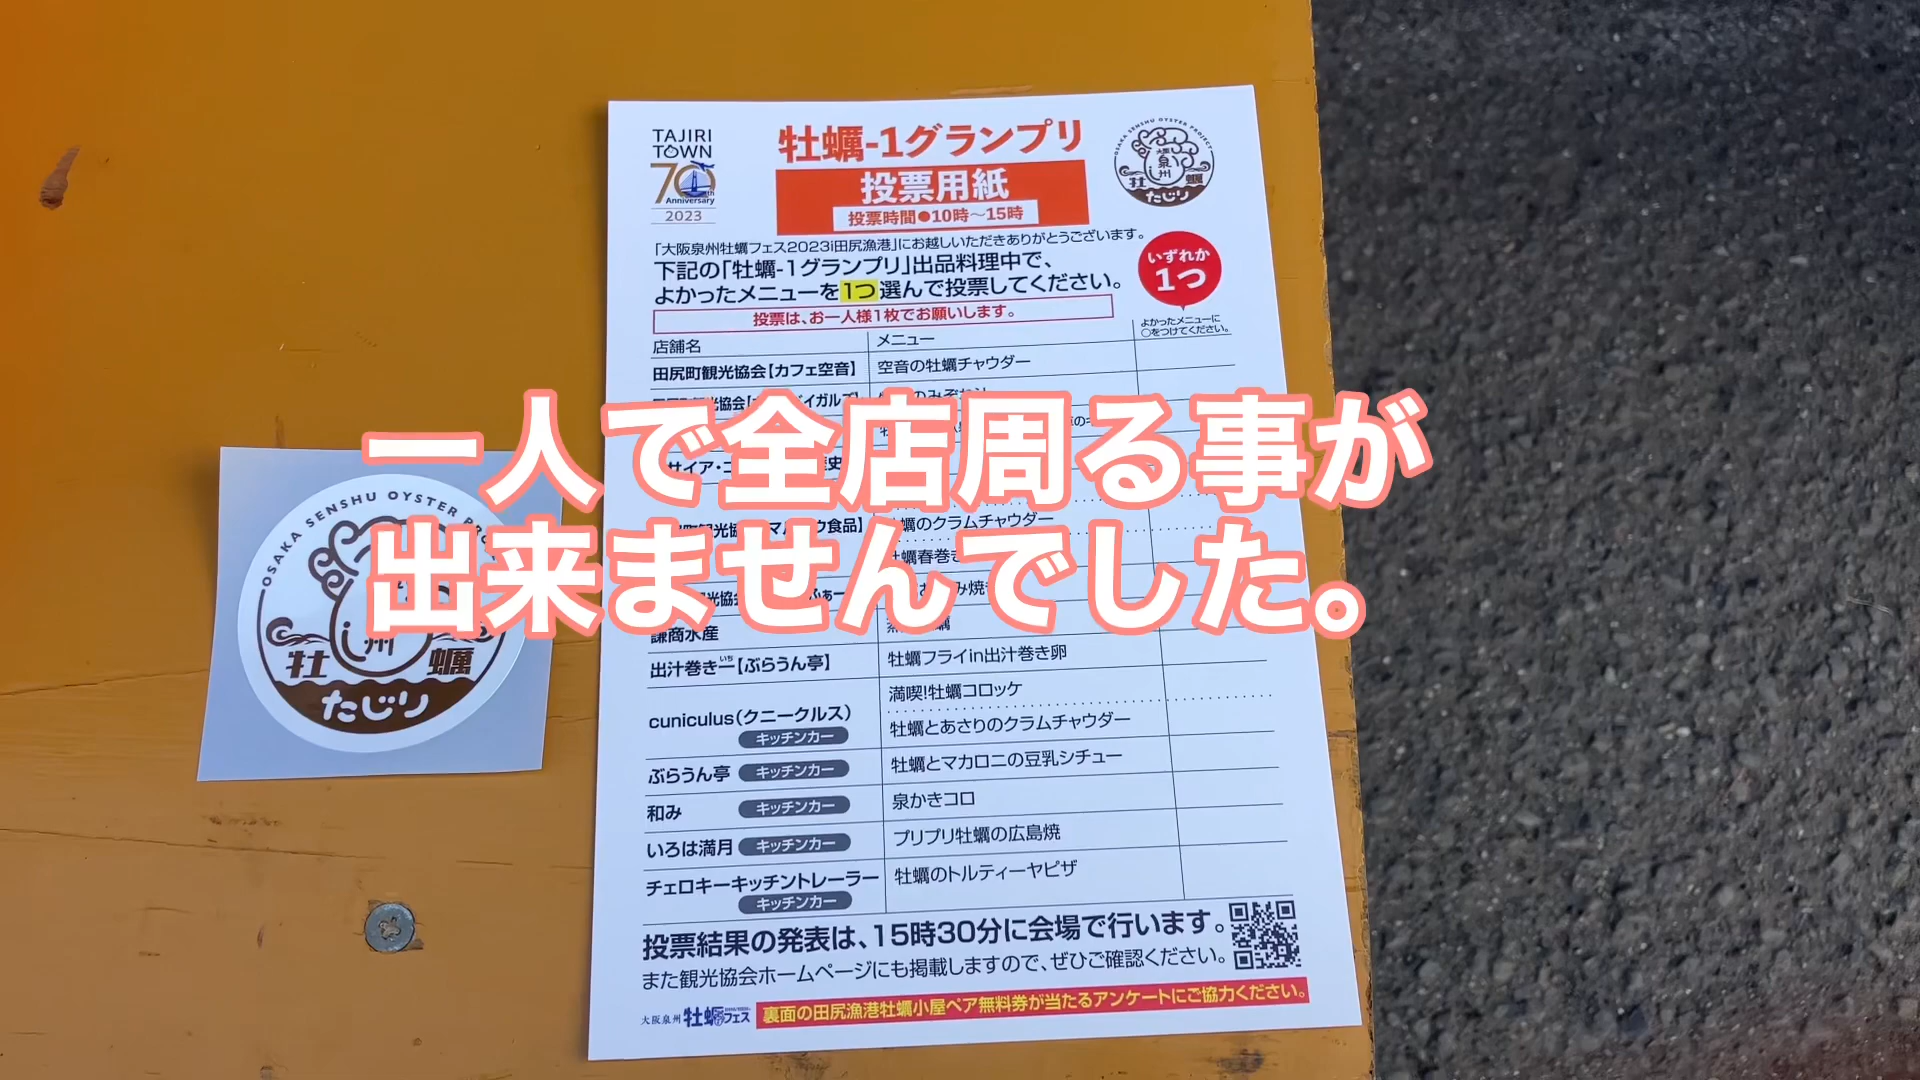 TAJIRI
TOWN
70th
Anniversary
2023
牡蠣-1グランプリ
投票用紙
投票時間●10時～15時
OSAKA SENSHU OYSTER PROJECT
泉州
牡蠣
たじり
「大阪泉州牡蠣フェス2023i田尻漁港」にお越しいただきありがとうございます。
下記の「牡蠣-1グランプリ」出品料理中で、
よかったメニューを1つ選んで投票してください。
いずれか
1つ
投票は、お一人様1枚でお願いします。
よかったメニューに
○をつけてください。
店舗名 メニュー
田尻町観光協会【カフェ空音】 空音の牡蠣チャウダー
一人で全店周る事が
出来ませんでした。
牡蠣のクラムチャウダー
牡蠣春巻き
謙商水産
出汁巻き一【ぶらうん亭】 牡蠣フライin出汁巻き卵
いち
cuniculus（クニークルス） 満喫!牡蠣コロッケ
キッチンカー 牡蠣とあさりのクラムチャウダー
ぶらうん亭 キッチンカー 牡蠣とマカロニの豆乳シチュー
和み キッチンカー 泉かきコロ
いろは満月 キッチンカー プリプリ牡蠣の広島焼
チェロキーキッチントレーラー 牡蠣のトルティーヤピザ
キッチンカー
投票結果の発表は、15時30分に会場で行います。
また観光協会ホームページにも掲載しますので、ぜひご確認ください。
大阪泉州 牡蠣フェス 裏面の田尻漁港牡蠣小屋ペア無料券が当たるアンケートにご協力ください。
OSAKA SENSHU OYSTER
州
牡蠣
たじり